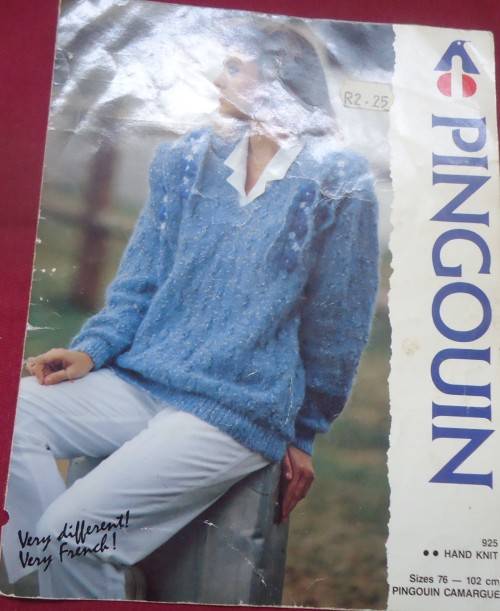 R2.25
PINGOUIN
Very different!
Very French!
925
•• HAND KNIT
Sizes 76 — 102 cm
PINGOUIN CAMARGUE